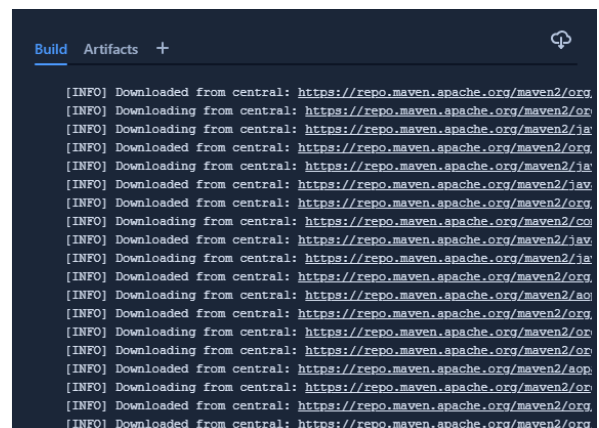 Build Artifacts +
[INFO] Downloaded from central: https://repo.maven.apache.org/maven2/org
[INFO] Downloading from central: https://repo.maven.apache.org/maven2/or
[INFO] Downloading from central: https://repo.maven.apache.org/maven2/ja
[INFO] Downloaded from central: https://repo.maven.apache.org/maven2/org
[INFO] Downloading from central: https://repo.maven.apache.org/maven2/ja
[INFO] Downloaded from central: https://repo.maven.apache.org/maven2/jav
[INFO] Downloaded from central: https://repo.maven.apache.org/maven2/org
[INFO] Downloading from central: https://repo.maven.apache.org/maven2/co
[INFO] Downloaded from central: https://repo.maven.apache.org/maven2/jav
[INFO] Downloading from central: https://repo.maven.apache.org/maven2/ja
[INFO] Downloaded from central: https://repo.maven.apache.org/maven2/org
[INFO] Downloading from central: https://repo.maven.apache.org/maven2/ao
[INFO] Downloaded from central: https://repo.maven.apache.org/maven2/org
[INFO] Downloading from central: https://repo.maven.apache.org/maven2/or
[INFO] Downloaded from central: https://repo.maven.apache.org/maven2/aop
[INFO] Downloading from central: https://repo.maven.apache.org/maven2/or
[INFO] Downloaded from central: https://repo.maven.apache.org/maven2/org
[INFO] Downloaded from central: https://repo.maven.apache.org/maven2/org